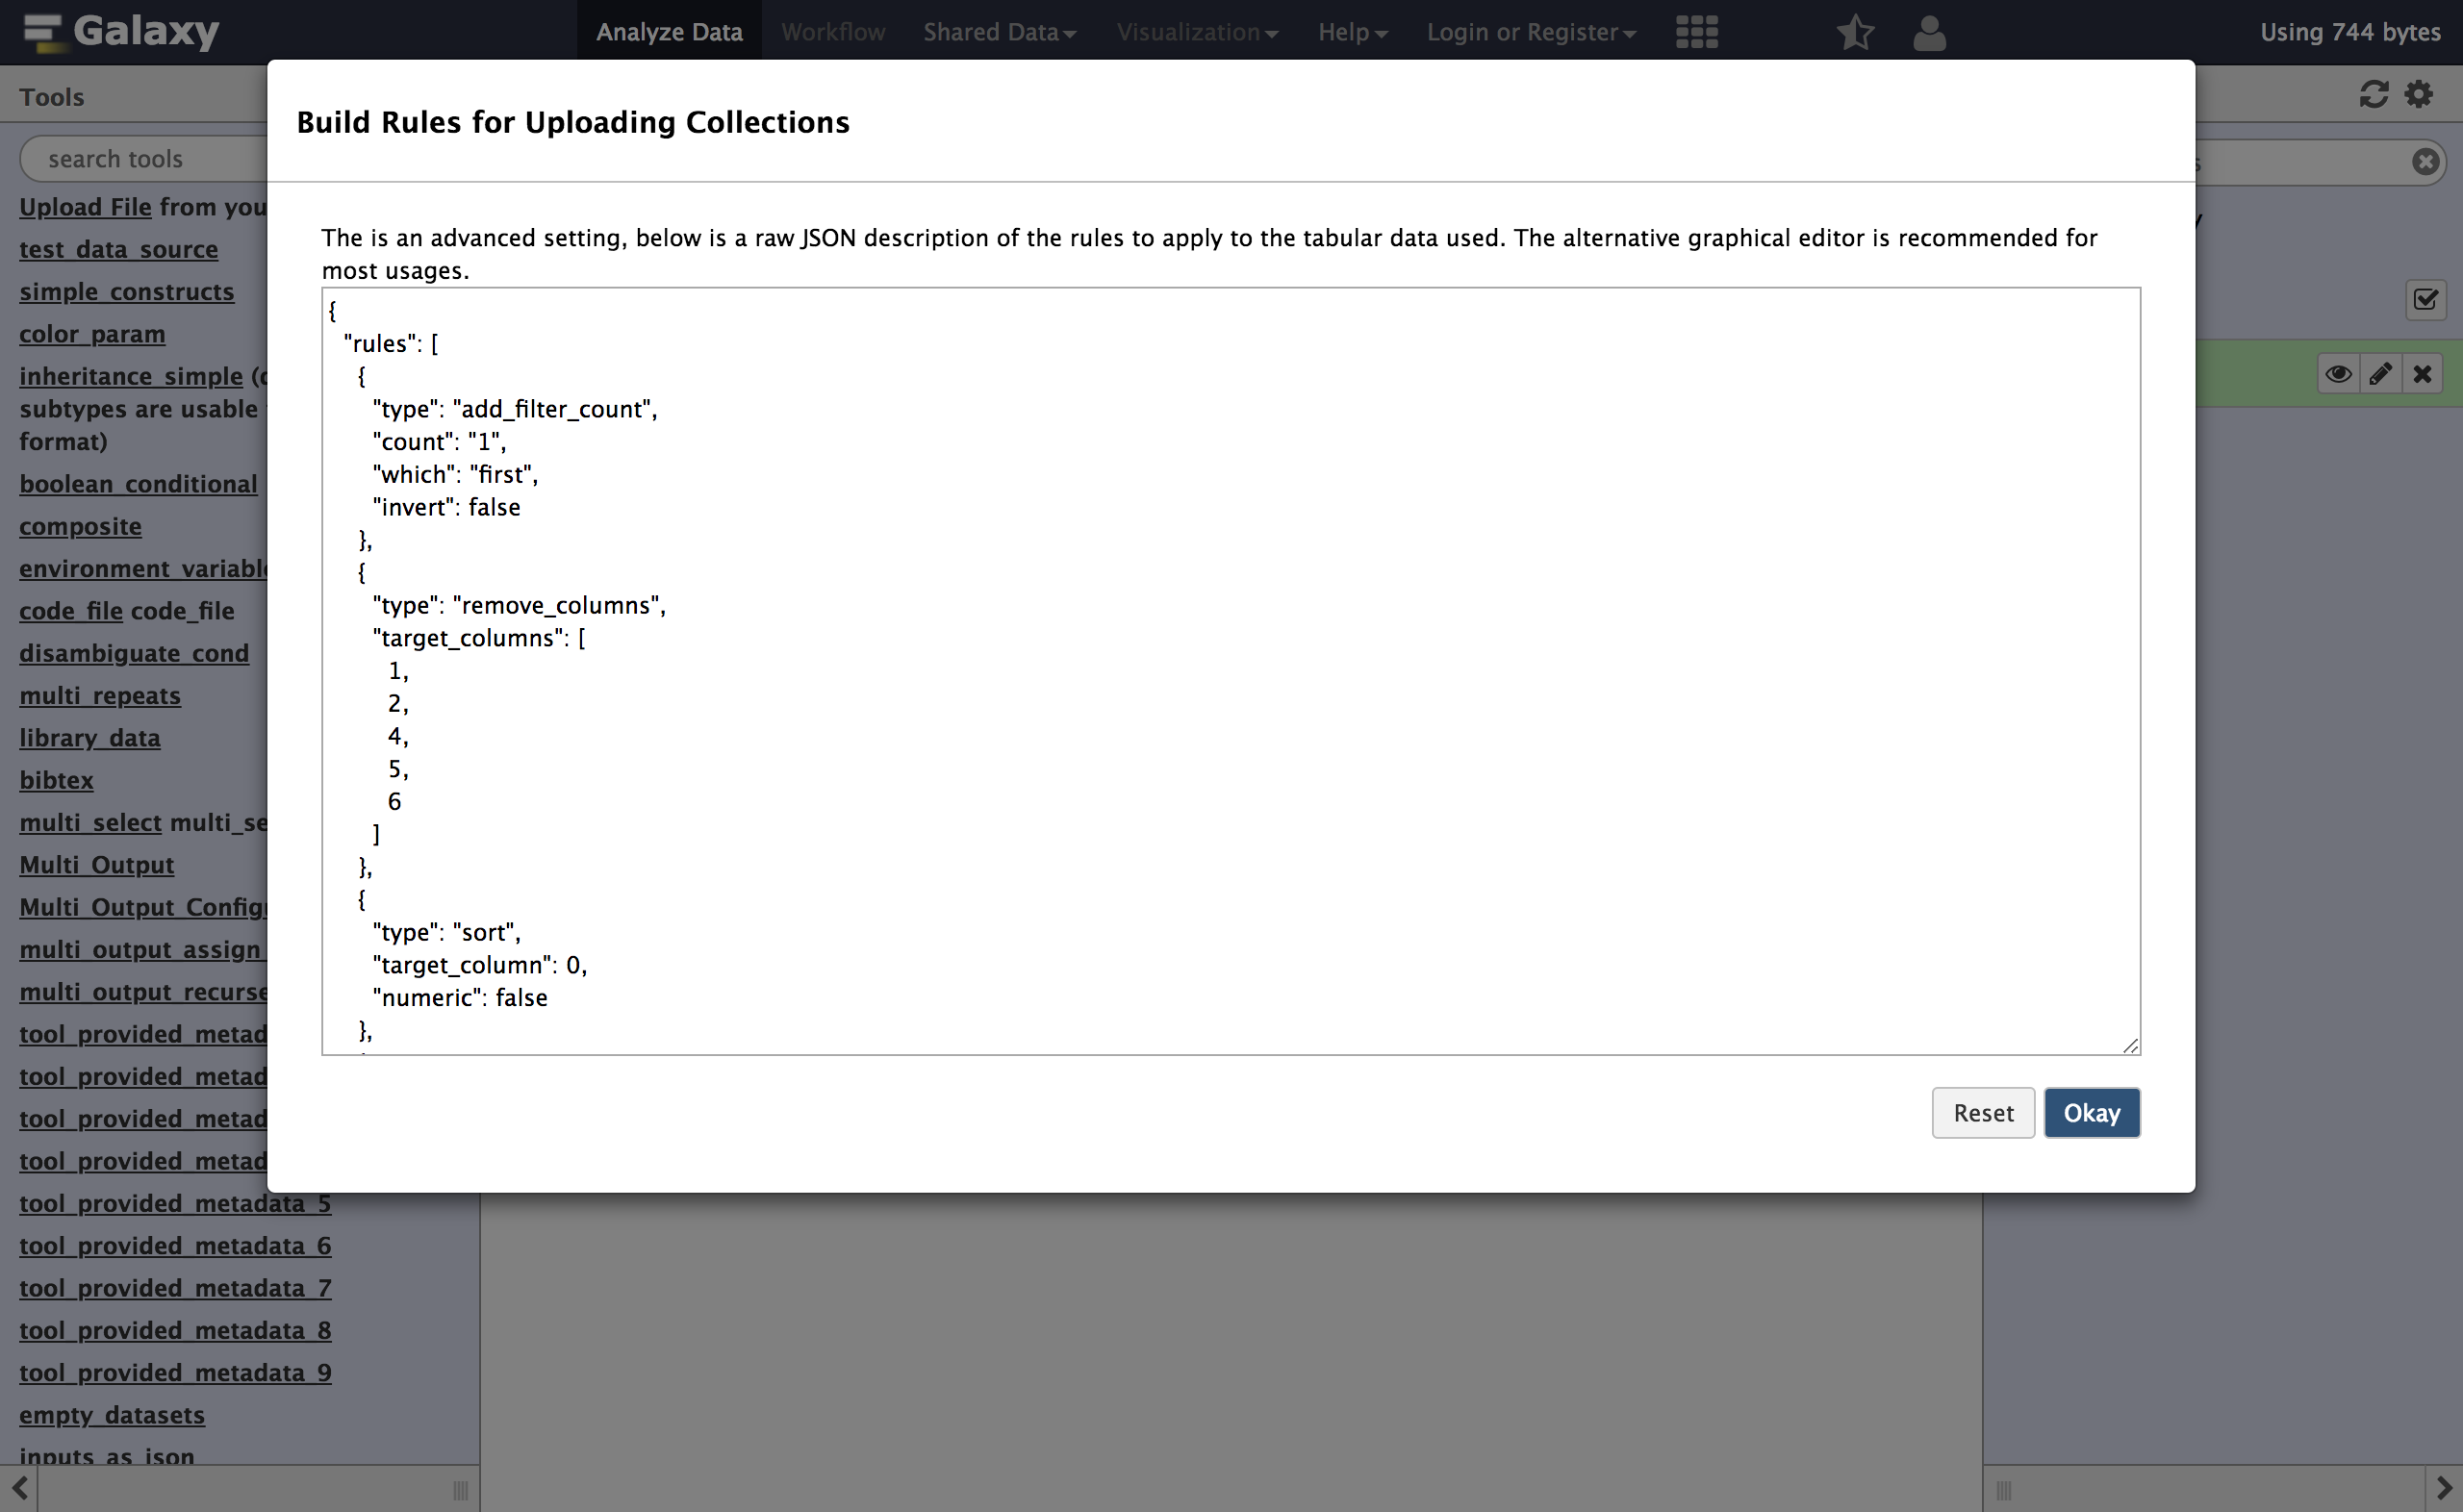 Galaxy
Analyze Data
Workflow
Shared Data
Visualization
Help
Login or Register
Using 744 bytes
Tools
search tools
Upload File from you
test_data_source
simple_constructs
color_param
inheritance_simple
subtypes are usable
format)
boolean_conditional
composite
environment_variable
code_file code_file
disambiguate_cond
multi_repeats
library_data
bibtex
multi_select multi_se
Multi_Output
Multi_Output_Config
multi_output_assign
multi_output_recurse
tool_provided_metad
tool_provided_metad
tool_provided_metad
tool_provided_metad
tool_provided_metadata_5
tool_provided_metadata_6
tool_provided_metadata_7
tool_provided_metadata_8
tool_provided_metadata_9
empty_datasets
inputs_as_json
Build Rules for Uploading Collections
The is an advanced setting, below is a raw JSON description of the rules to apply to the tabular data used. The alternative graphical editor is recommended for
most usages.
{
"rules": [
{
"type": "add_filter_count",
"count": "1",
"which": "first",
"invert": false
},
{
"type": "remove_columns",
"target_columns": [
1,
2,
4,
5,
6
]
},
{
"type": "sort",
"target_column": 0,
"numeric": false
},
Reset
Okay